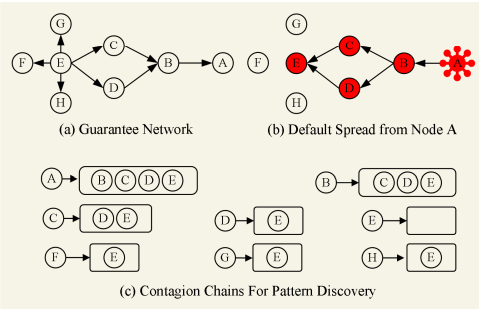 G
G
C
C
F
E
B
A
F
E
B
A
D
D
H
H
(a) Guarantee Network
(b) Default Spread from Node A
A
B C D E
B
C D E
C
D E
D
E
E
F
E
G
E
H
E
(c) Contagion Chains For Pattern Discovery